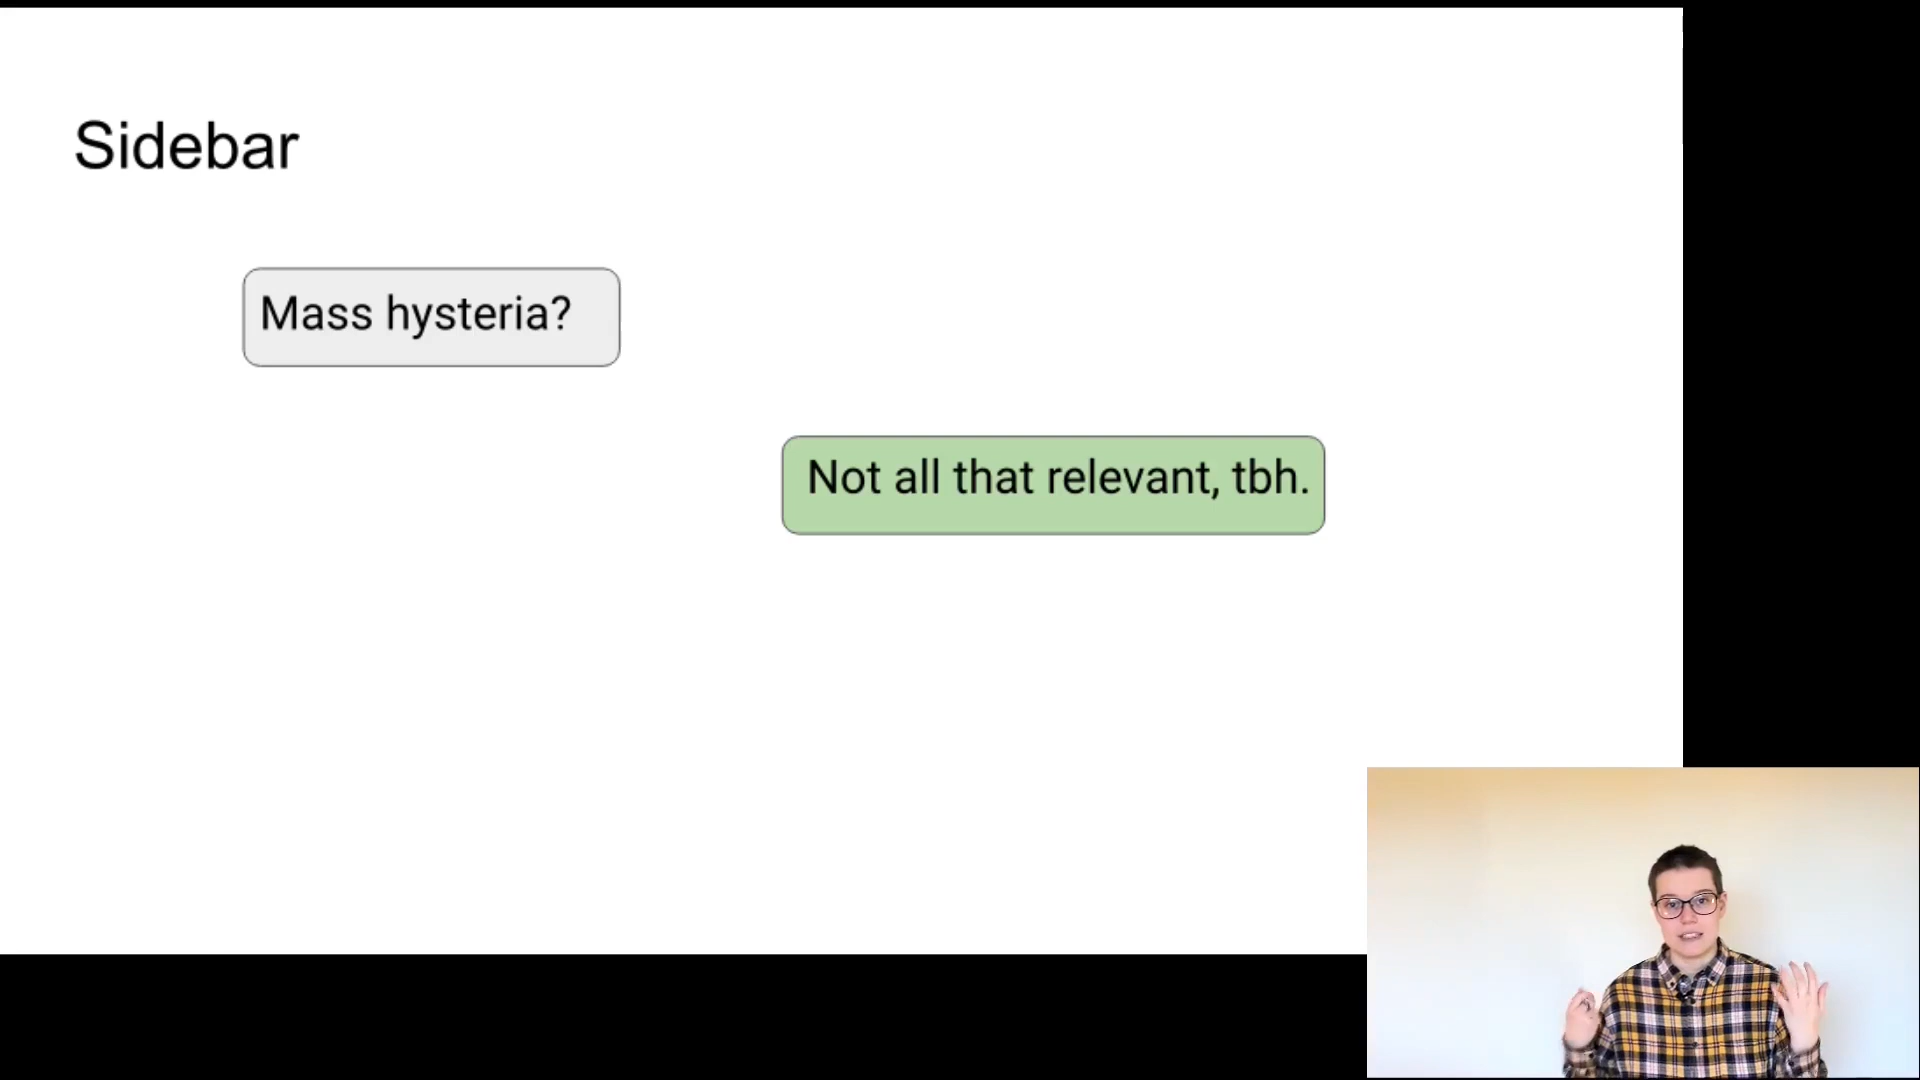 Sidebar
Mass hysteria?
Not all that relevant, tbh.